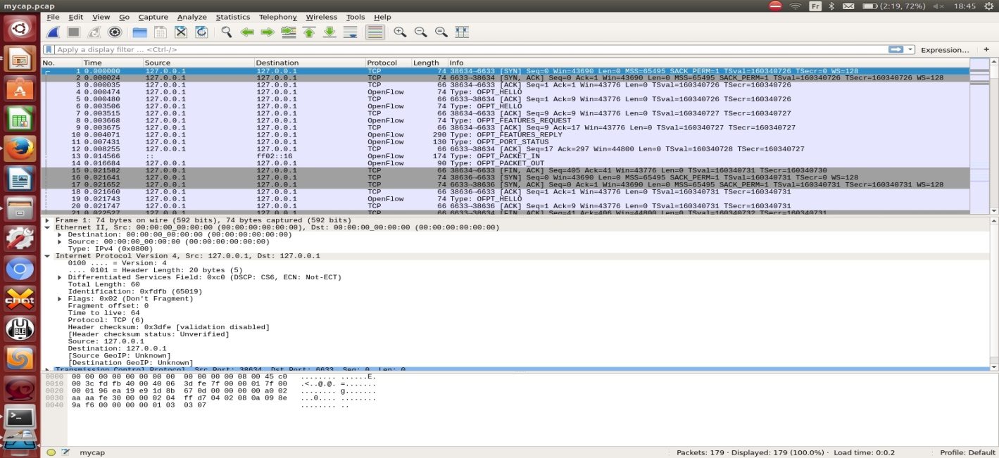 mycap.pcap
Fr (2:19, 72%) 18:45
File Edit View Go Capture Analyze Statistics Telephony Wireless Tools Help
Apply a display filter ... <Ctrl-/> Expression... +
No. Time Source Destination Protocol Length Info
1 0.000000 127.0.0.1 127.0.0.1 TCP 74 38634→6633 [SYN] Seq=0 Win=43690 Len=0 MSS=65495 SACK_PERM=1 TSval=160340726 TSecr=0 WS=128
2 0.000024 127.0.0.1 127.0.0.1 TCP 74 6633→38634 [SYN, ACK] Seq=0 Ack=1 Win=43690 Len=0 MSS=65495 SACK_PERM=1 TSval=160340726 TSecr=160340726 WS=128
3 0.000035 127.0.0.1 127.0.0.1 TCP 66 38634→6633 [ACK] Seq=1 Ack=1 Win=43776 Len=0 TSval=160340726 TSecr=160340726
4 0.000474 127.0.0.1 127.0.0.1 OpenFlow 74 Type: OFPT_HELLO
5 0.000480 127.0.0.1 127.0.0.1 TCP 66 6633→38634 [ACK] Seq=1 Ack=9 Win=43776 Len=0 TSval=160340726 TSecr=160340726
6 0.003506 127.0.0.1 127.0.0.1 OpenFlow 74 Type: OFPT_HELLO
7 0.003515 127.0.0.1 127.0.0.1 TCP 66 38634→6633 [ACK] Seq=9 Ack=9 Win=43776 Len=0 TSval=160340727 TSecr=160340727
8 0.003668 127.0.0.1 127.0.0.1 OpenFlow 74 Type: OFPT_FEATURES_REQUEST
9 0.003675 127.0.0.1 127.0.0.1 TCP 66 38634→6633 [ACK] Seq=9 Ack=17 Win=43776 Len=0 TSval=160340727 TSecr=160340727
10 0.004071 127.0.0.1 127.0.0.1 OpenFlow 290 Type: OFPT_FEATURES_REPLY
11 0.007431 127.0.0.1 127.0.0.1 OpenFlow 130 Type: OFPT_PORT_STATUS
12 0.008255 127.0.0.1 127.0.0.1 TCP 66 6633→38634 [ACK] Seq=17 Ack=297 Win=44800 Len=0 TSval=160340728 TSecr=160340727
13 0.014566 :: ff02::16 OpenFlow 174 Type: OFPT_PACKET_IN
14 0.016684 127.0.0.1 127.0.0.1 OpenFlow 90 Type: OFPT_PACKET_OUT
15 0.021582 127.0.0.1 127.0.0.1 TCP 66 38634→6633 [FIN, ACK] Seq=405 Ack=41 Win=43776 Len=0 TSval=160340731 TSecr=160340730
16 0.021641 127.0.0.1 127.0.0.1 TCP 74 38636→6633 [SYN] Seq=0 Win=43690 Len=0 MSS=65495 SACK_PERM=1 TSval=160340731 TSecr=0 WS=128
17 0.021652 127.0.0.1 127.0.0.1 TCP 74 6633→38636 [SYN, ACK] Seq=0 Ack=1 Win=43690 Len=0 MSS=65495 SACK_PERM=1 TSval=160340731 TSecr=160340731 WS=128
18 0.021660 127.0.0.1 127.0.0.1 TCP 66 38636→6633 [ACK] Seq=1 Ack=1 Win=43776 Len=0 TSval=160340731 TSecr=160340731
19 0.021743 127.0.0.1 127.0.0.1 OpenFlow 74 Type: OFPT_HELLO
20 0.021747 127.0.0.1 127.0.0.1 TCP 66 6633→38636 [ACK] Seq=1 Ack=9 Win=43776 Len=0 TSval=160340731 TSecr=160340731
21 0.022527 127.0.0.1 127.0.0.1 TCP 66 6633→38634 [FIN, ACK] Seq=41 Ack=406 Win=44800 Len=0 TSval=160340732 TSecr=160340731
Frame 1: 74 bytes on wire (592 bits), 74 bytes captured (592 bits)
Ethernet II, Src: 00:00:00_00:00:00 (00:00:00:00:00:00), Dst: 00:00:00_00:00:00 (00:00:00:00:00:00)
Destination: 00:00:00_00:00:00 (00:00:00:00:00:00)
Source: 00:00:00_00:00:00 (00:00:00:00:00:00)
Type: IPv4 (0x0800)
Internet Protocol Version 4, Src: 127.0.0.1, Dst: 127.0.0.1
0100 .... = Version: 4
.... 0101 = Header Length: 20 bytes (5)
Differentiated Services Field: 0xc0 (DSCP: CS6, ECN: Not-ECT)
Total Length: 60
Identification: 0xfdfb (65019)
Flags: 0x02 (Don't Fragment)
Fragment offset: 0
Time to live: 64
Protocol: TCP (6)
Header checksum: 0x3dfe [validation disabled]
[Header checksum status: Unverified]
Source: 127.0.0.1
Destination: 127.0.0.1
[Source GeoIP: Unknown]
[Destination GeoIP: Unknown]
Transmission Control Protocol, Src Port: 38634, Dst Port: 6633, Seq: 0, Len: 0
0000 00 00 00 00 00 00 00 00 00 00 00 00 08 00 45 c0 ........ ......E.
0010 00 3c fd fb 40 00 40 06 3d fe 7f 00 00 01 7f 00 .<..@.@. =.......
0020 00 01 96 ea 19 e9 1d 8b 67 0d 00 00 00 00 a0 02 ........ g.......
0030 aa aa fe 30 00 00 02 04 ff d7 04 02 08 0a 09 8e ...0.... ........
0040 9a f6 00 00 00 00 01 03 03 07 ........ ..
mycap Packets: 179 · Displayed: 179 (100.0%) · Load time: 0:0.2 Profile: Default
chat
BLE